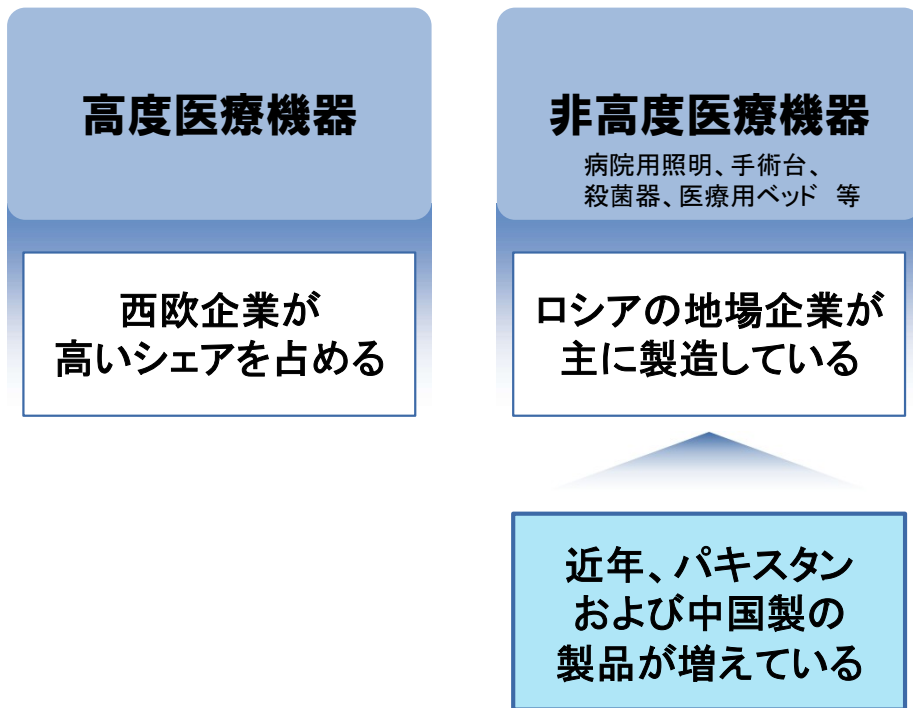 高度医療機器
西欧企業が
高いシェアを占める
非高度医療機器
病院用照明、手術台、
殺菌器、医療用ベッド 等
ロシアの地場企業が
主に製造している
近年、パキスタン
および中国製の
製品が増えている